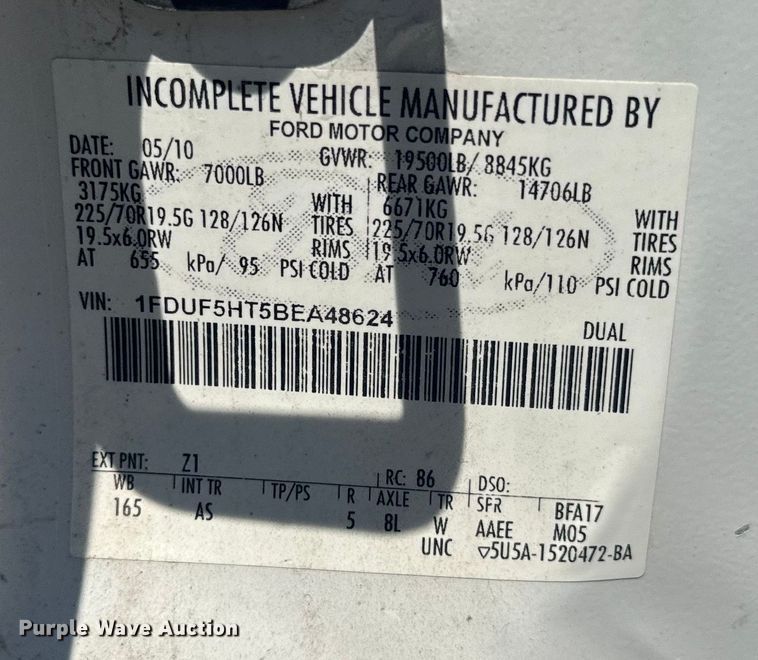 INCOMPLETE VEHICLE MANUFACTURED BY
FORD MOTOR COMPANY
DATE: 05/10 GVWR: 19500LB/ 8845KG
FRONT GAWR: 7000LB REAR GAWR: 14706LB
3175KG WITH 6671KG WITH
225/70R19.5G 128/126N TIRES 225/70R19.5G 128/126N TIRES
19.5x6.0RW RIMS 19.5x6.0RW RIMS
AT 655 kPa/ 95 PSI COLD AT 760 kPa/110 PSI COLD
VIN: 1FDUF5HT5BEA48624 DUAL
EXT PNT: Z1 RC: 86 DSO:
WB INT TR TP/PS R AXLE TR SFR BFA17
165 AS 5 8L W AAEE M05
UNC ▽5U5A-1520472-BA
Purple Wave Auction